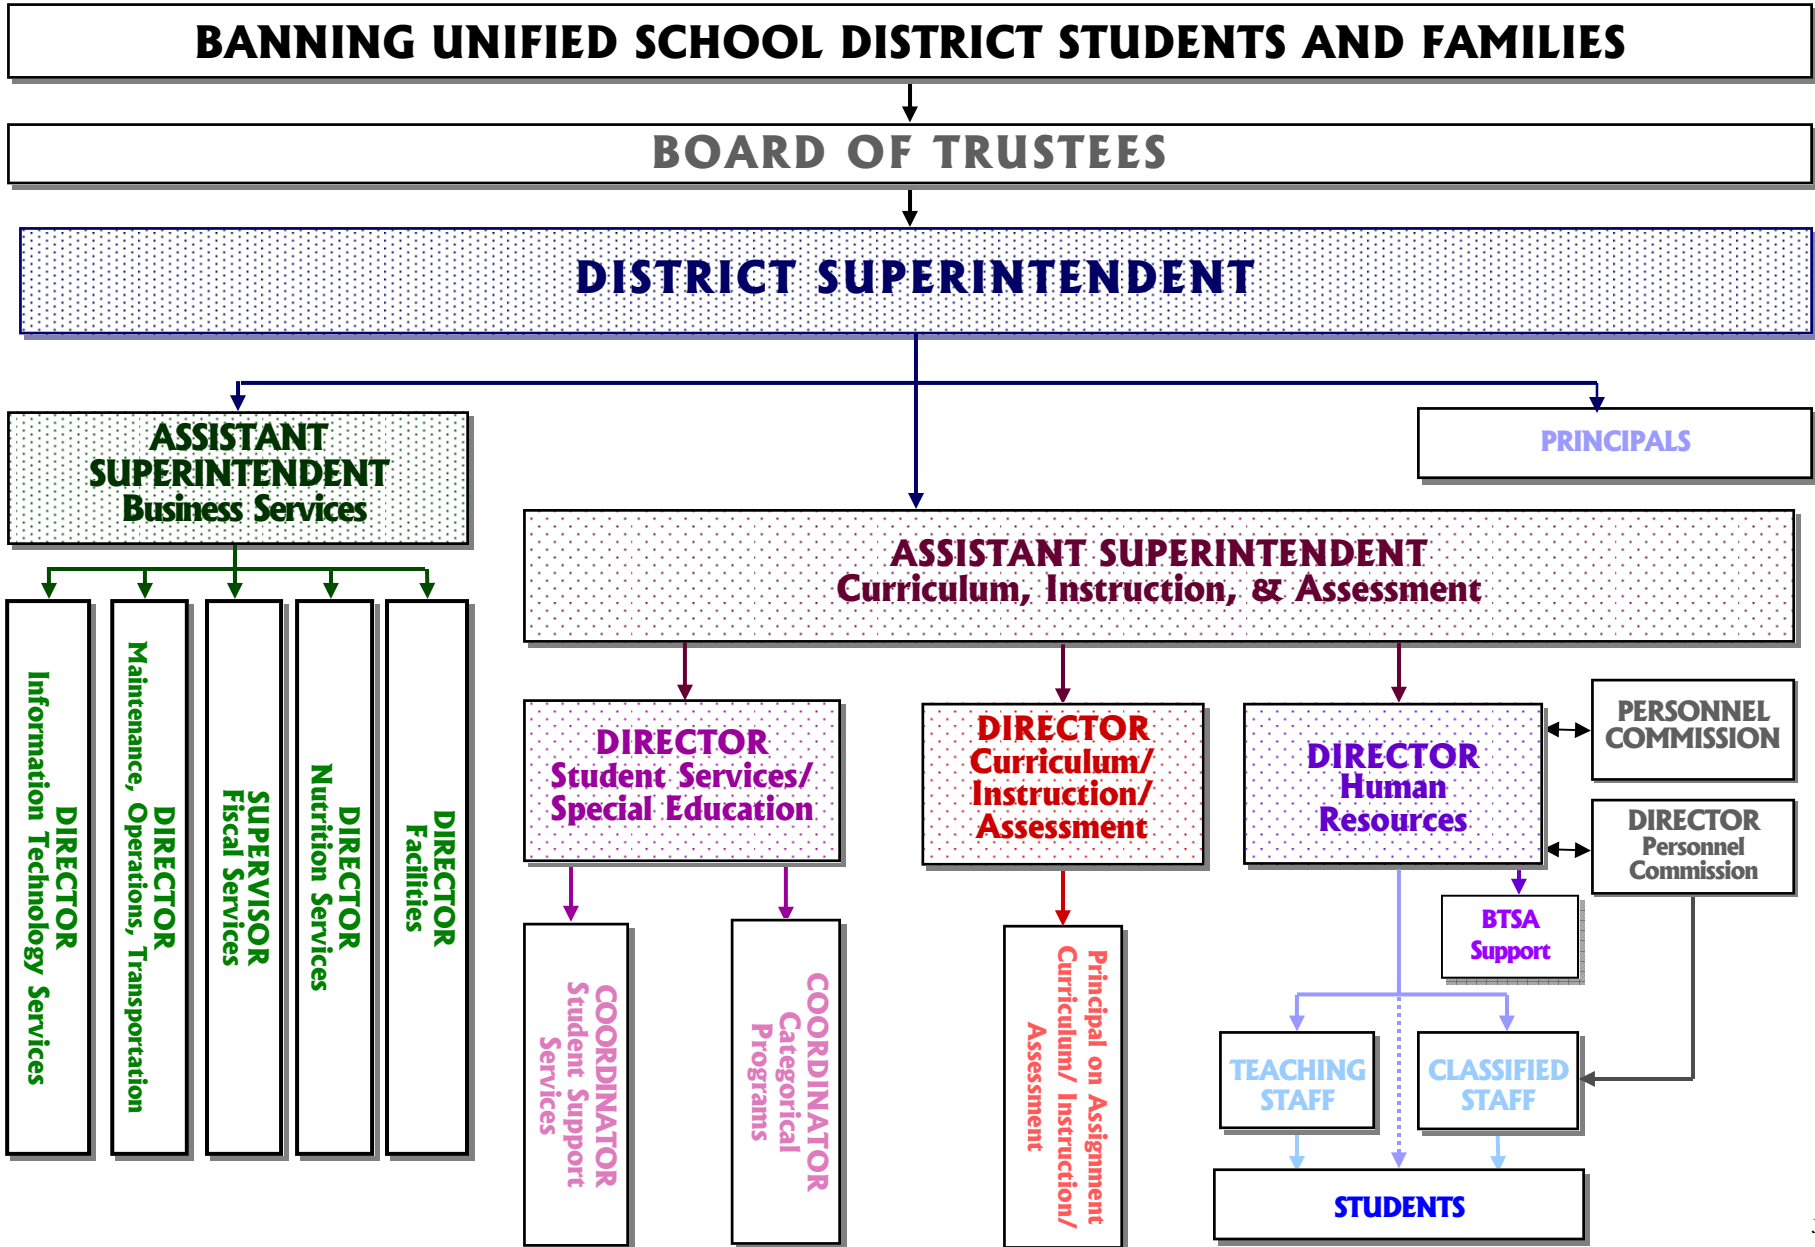 BANNING UNIFIED SCHOOL DISTRICT STUDENTS AND FAMILIES
BOARD OF TRUSTEES
DISTRICT SUPERINTENDENT
ASSISTANT
SUPERINTENDENT
Business Services
PRINCIPALS
ASSISTANT SUPERINTENDENT
Curriculum, Instruction, & Assessment
DIRECTOR
Information Technology Services
DIRECTOR
Maintenance, Operations, Transportation
SUPERVISOR
Fiscal Services
DIRECTOR
Nutrition Services
DIRECTOR
Facilities
DIRECTOR
Student Services/
Special Education
DIRECTOR
Curriculum/
Instruction/
Assessment
DIRECTOR
Human
Resources
PERSONNEL
COMMISSION
DIRECTOR
Personnel
Commission
BTSA
Support
COORDINATOR
Student Support
Services
COORDINATOR
Categorical
Programs
Principal on Assignment
Curriculum/ Instruction/
Assessment
TEACHING
STAFF
CLASSIFIED
STAFF
STUDENTS